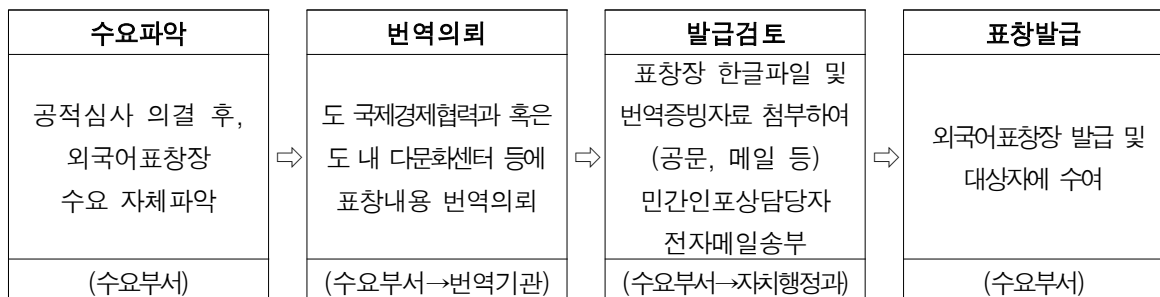 수요파악
공적심사 의결 후,
외국어표창장
수요 자체파악
(수요부서)
⇨
번역의뢰
도 국제경제협력과 혹은
도 내 다문화센터 등에
표창내용 번역의뢰
(수요부서→번역기관)
⇨
발급검토
표창장 한글파일 및
번역증빙자료 첨부하여
(공문, 메일 등)
민간인포상담당자
전자메일송부
(수요부서→자치행정과)
⇨
표창발급
외국어표창장 발급 및
대상자에 수여
(수요부서)